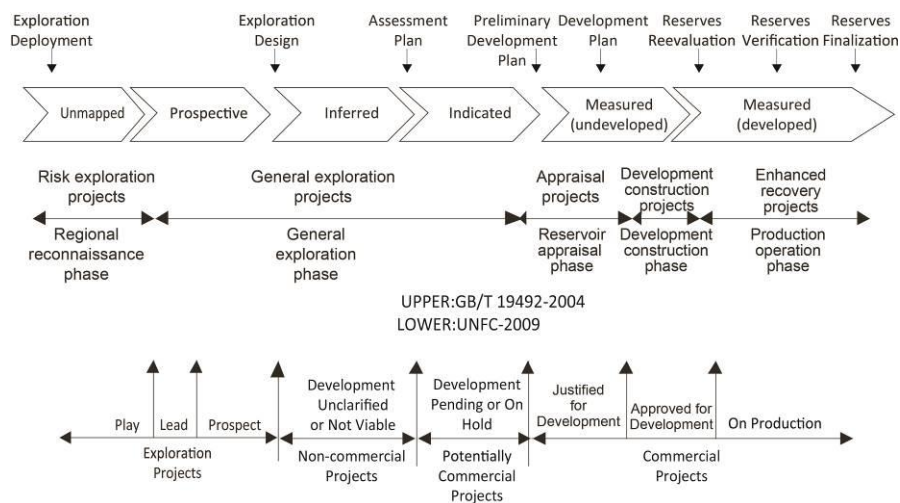 Exploration
Deployment
Exploration
Design
Assessment
Plan
Preliminary
Development
Plan
Development
Plan
Reserves
Reevaluation
Reserves
Verification
Reserves
Finalization
Unmapped
Prospective
Inferred
Indicated
Measured
(undeveloped)
Measured
(developed)
Risk exploration
projects
General exploration
projects
Appraisal
projects
Development
construction
projects
Enhanced
recovery
projects
Regional
reconnaissance
phase
General
exploration
phase
Reservoir
appraisal
phase
Development
construction
phase
Production
operation
phase
UPPER:GB/T 19492-2004
LOWER:UNFC-2009
Play
Lead
Prospect
Development
Unclarified
or Not Viable
Development
Pending or On
Hold
Justified
for
Development
Approved for
Development
On Production
Exploration
Projects
Non-commercial
Projects
Potentially
Commercial
Projects
Commercial
Projects